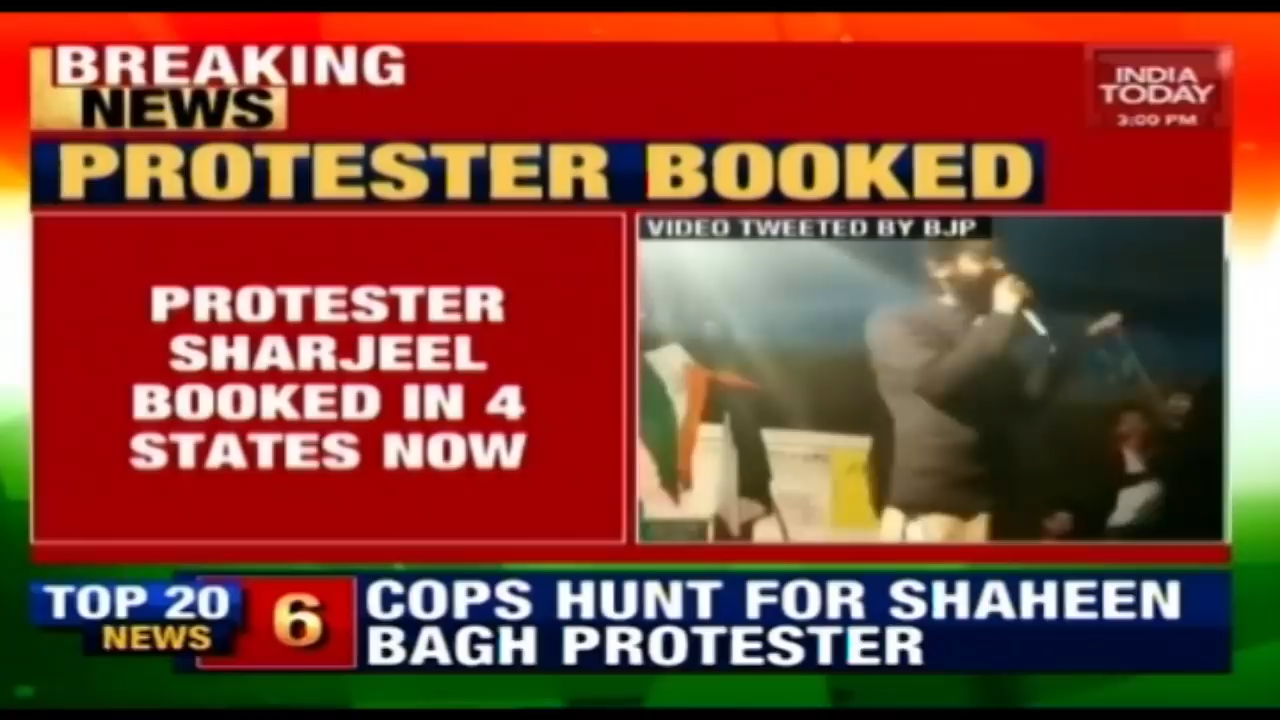 BREAKING
NEWS
INDIA
TODAY
3:00 PM
PROTESTER BOOKED
VIDEO TWEETED BY BJP
PROTESTER
SHARJEEL
BOOKED IN 4
STATES NOW
TOP 20
NEWS
6
COPS HUNT FOR SHAHEEN
BAGH PROTESTER